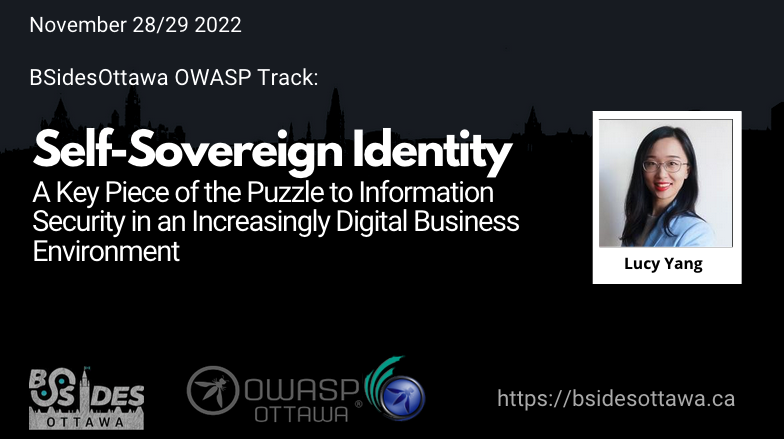 November 28/29 2022
BSidesOttawa OWASP Track:
Self-Sovereign Identity
A Key Piece of the Puzzle to Information
Security in an Increasingly Digital Business
Environment
Lucy Yang
BSIDES
OTTAWA
OWASP
OTTAWA
®
https://bsidesottawa.ca